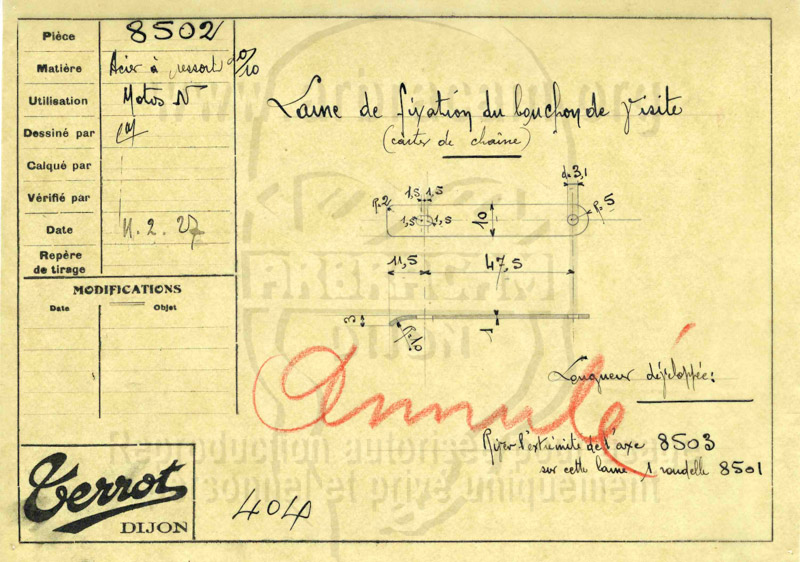 Pièce 8502
Matière Acier à ressort 10/10
Utilisation Motos N
Dessiné par
Calqué par
Vérifié par
Date 11.2.27
Repère
de tirage
MODIFICATIONS
Date Objet
Lame de fixation du bouchon de visite
(carter de chaîne)
d=3,1
1,5 1,5
R=2
R=5
1,5 1,5
10
11,5 47,5
3
R=10
1
Longueur développée:
Annulé
River l'extrémité de l'axe 8503
sur cette lame 1 rondelle 8501
Terrot
DIJON
404
Reproduction autorisée pour usage
personnel et privé uniquement